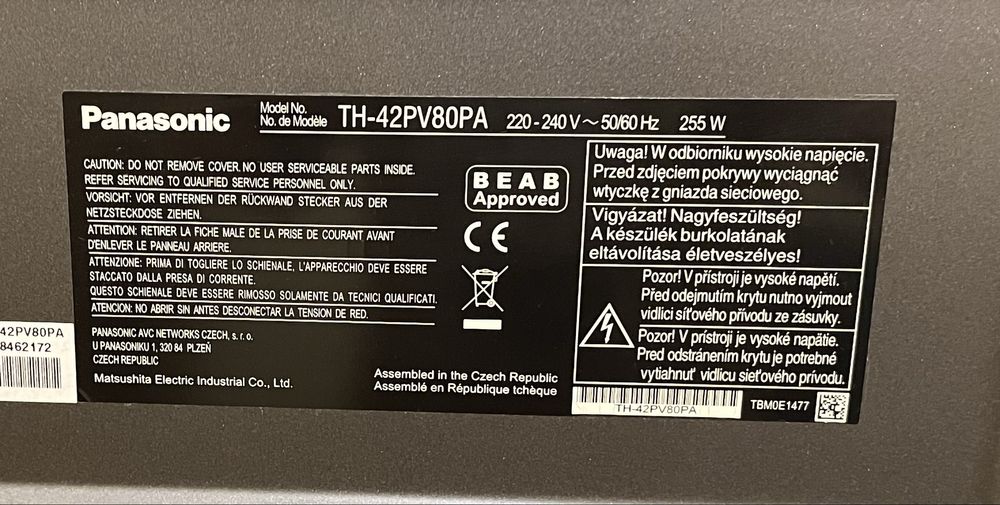 Panasonic
Model No.
No. de Modèle
TH-42PV80PA 220 - 240 V ~ 50/60 Hz 255 W
CAUTION: DO NOT REMOVE COVER. NO USER SERVICEABLE PARTS INSIDE.
REFER SERVICING TO QUALIFIED SERVICE PERSONNEL ONLY.
VORSICHT: VOR ENTFERNEN DER RÜCKWAND STECKER AUS DER
NETZSTECKDOSE ZIEHEN.
ATTENTION: RETIRER LA FICHE MALE DE LA PRISE DE COURANT AVANT
D'ENLEVER LE PANNEAU ARRIERE.
ATTENZIONE: PRIMA DI TOGLIERE LO SCHIENALE, L'APPARECCHIO DEVE ESSERE
STACCATO DALLA PRESA DI CORRENTE.
QUESTO SCHIENALE DEVE ESSERE RIMOSSO SOLAMENTE DA TECNICI QUALIFICATI.
ATENCION: NO ABRIR SIN ANTES DESCONECTAR LA TENSION DE RED.
PANASONIC AVC NETWORKS CZECH, s. r. o.
U PANASONIKU 1, 320 84 PLZEŇ
CZECH REPUBLIC
Matsushita Electric Industrial Co., Ltd.
BEAB
Approved
CE
Assembled in the Czech Republic
Assemblé en République tchèque
Uwaga! W odbiorniku wysokie napięcie.
Przed zdjęciem pokrywy wyciągnąć
wtyczkę z gniazda sieciowego.
Vigyázat! Nagyfeszültség!
A készülék burkolatának
eltávolítása életveszélyes!
Pozor! V přístroji je vysoké napětí.
Před odejmutím krytu nutno vyjmout
vidlici síťového přívodu ze zásuvky.
Pozor! V prístroji je vysoké napätie.
Pred odstránením krytu je potrebné
vytiahnuť vidlicu sieťového prívodu.
TH-42PV80PA
TBM0E1477
42PV80PA
8462172